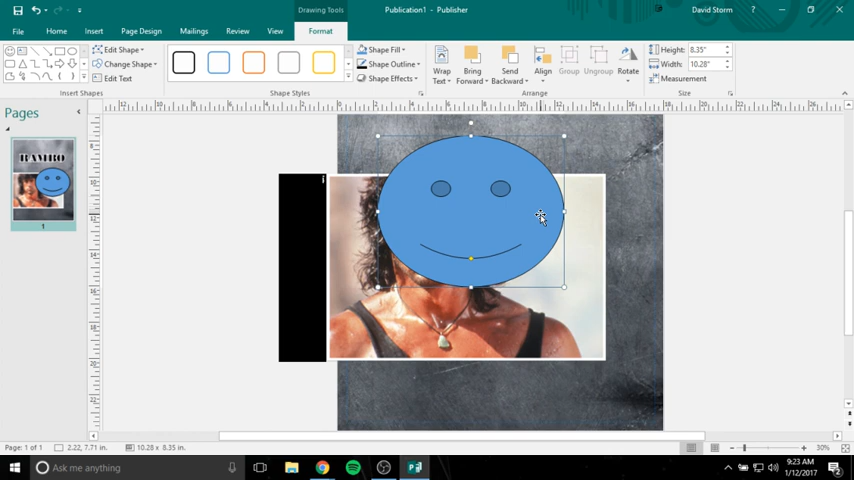 Drawing Tools
Publication1 - Publisher
David Storm
File
Home
Insert
Page Design
Mailings
Review
View
Format
Edit Shape
Change Shape
Edit Text
Insert Shapes
Shape Styles
Shape Fill
Shape Outline
Shape Effects
Wrap Text
Bring Forward
Send Backward
Align
Group
Ungroup
Rotate
Arrange
Height: 8.35"
Width: 10.28"
Measurement
Size
Pages
RAMBO
1
Page: 1 of 1
2.22, 7.71 in.
10.28 x 8.35 in.
30%
Ask me anything
9:23 AM
1/12/2017